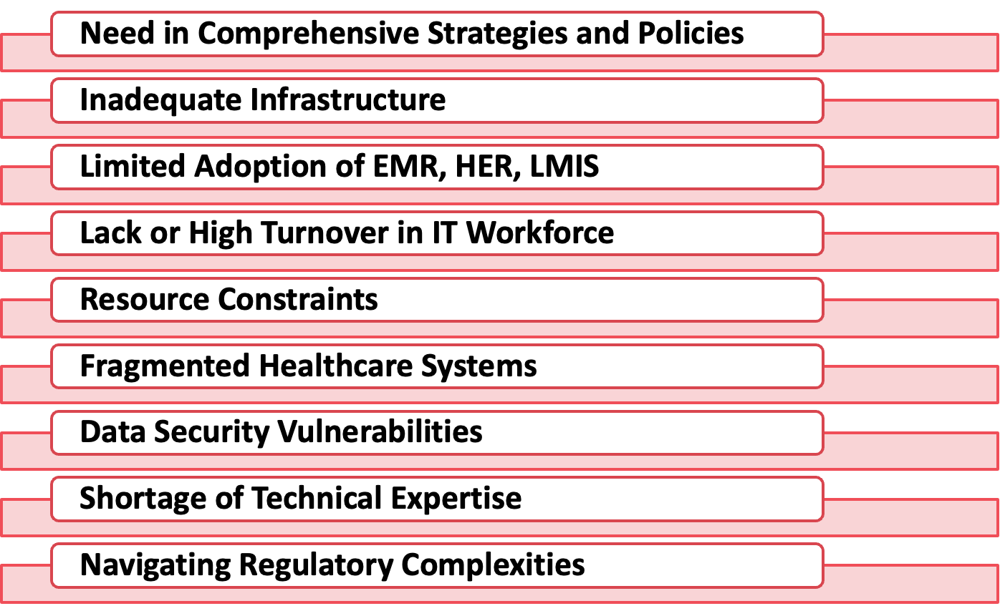 Need in Comprehensive Strategies and Policies
Inadequate Infrastructure
Limited Adoption of EMR, HER, LMIS
Lack or High Turnover in IT Workforce
Resource Constraints
Fragmented Healthcare Systems
Data Security Vulnerabilities
Shortage of Technical Expertise
Navigating Regulatory Complexities